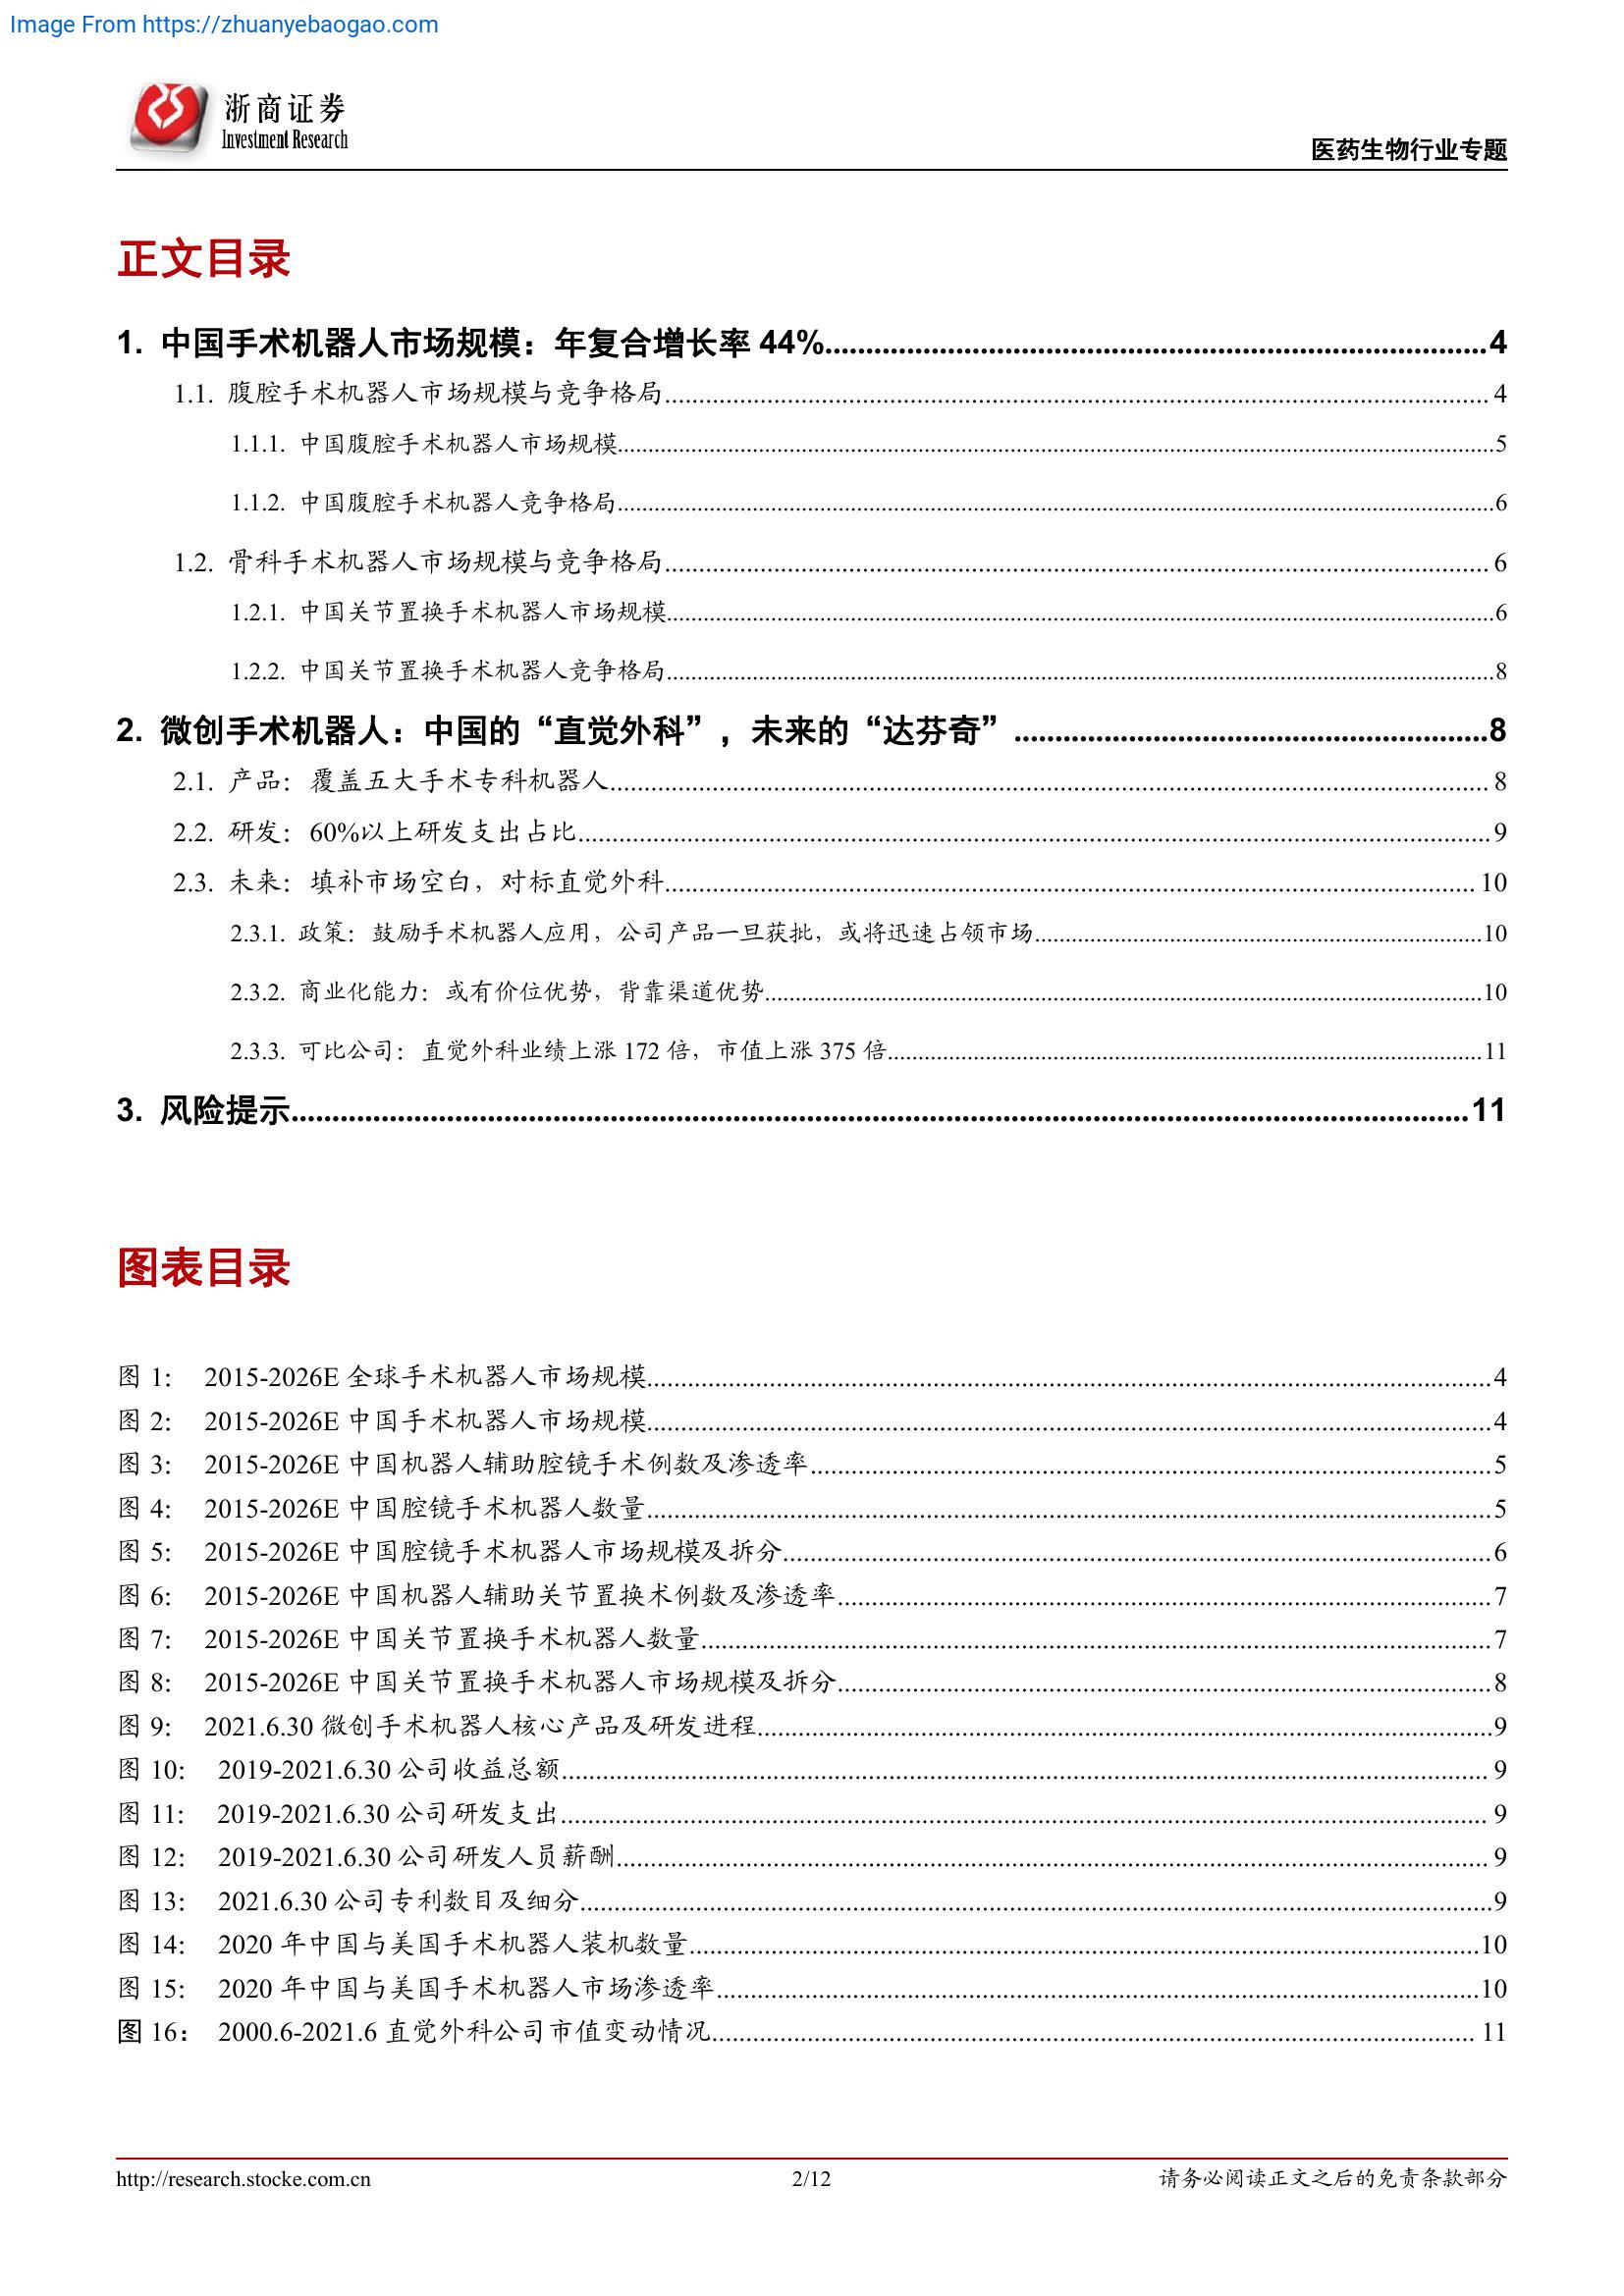 Image From https://zhuanyebaogao.com
浙商证券
Investment Research
医药生物行业专题
正文目录
1. 中国手术机器人市场规模：年复合增长率 44%........4
1.1. 腹腔手术机器人市场规模与竞争格局........4
1.1.1. 中国腹腔手术机器人市场规模........5
1.1.2. 中国腹腔手术机器人竞争格局........6
1.2. 骨科手术机器人市场规模与竞争格局........6
1.2.1. 中国关节置换手术机器人市场规模........6
1.2.2. 中国关节置换手术机器人竞争格局........8
2. 微创手术机器人：中国的“直觉外科”，未来的“达芬奇”........8
2.1. 产品：覆盖五大手术专科机器人........8
2.2. 研发：60%以上研发支出占比........9
2.3. 未来：填补市场空白，对标直觉外科........10
2.3.1. 政策：鼓励手术机器人应用，公司产品一旦获批，或将迅速占领市场........10
2.3.2. 商业化能力：或有价位优势，背靠渠道优势........10
2.3.3. 可比公司：直觉外科业绩上涨 172 倍，市值上涨 375 倍........11
3. 风险提示........11
图表目录
图 1: 2015-2026E 全球手术机器人市场规模........4
图 2: 2015-2026E 中国手术机器人市场规模........4
图 3: 2015-2026E 中国机器人辅助腔镜手术例数及渗透率........5
图 4: 2015-2026E 中国腔镜手术机器人数量........5
图 5: 2015-2026E 中国腔镜手术机器人市场规模及拆分........6
图 6: 2015-2026E 中国机器人辅助关节置换术例数及渗透率........7
图 7: 2015-2026E 中国关节置换手术机器人数量........7
图 8: 2015-2026E 中国关节置换手术机器人市场规模及拆分........8
图 9: 2021.6.30 微创手术机器人核心产品及研发进程........9
图 10: 2019-2021.6.30 公司收益总额........9
图 11: 2019-2021.6.30 公司研发支出........9
图 12: 2019-2021.6.30 公司研发人员薪酬........9
图 13: 2021.6.30 公司专利数目及细分........9
图 14: 2020 年中国与美国手术机器人装机数量........10
图 15: 2020 年中国与美国手术机器人市场渗透率........10
图 16： 2000.6-2021.6 直觉外科公司市值变动情况........11
http://research.stocke.com.cn
2/12
请务必阅读正文之后的免责条款部分